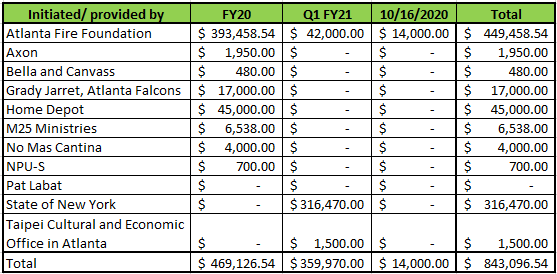 Initiated/ provided by FY20 Q1 FY21 10/16/2020 Total
Atlanta Fire Foundation $ 393,458.54 $ 42,000.00 $ 14,000.00 $ 449,458.54
Axon $ 1,950.00 $ - $ - $ 1,950.00
Bella and Canvass $ 480.00 $ - $ - $ 480.00
Grady Jarret, Atlanta Falcons $ 17,000.00 $ - $ - $ 17,000.00
Home Depot $ 45,000.00 $ - $ - $ 45,000.00
M25 Ministries $ 6,538.00 $ - $ - $ 6,538.00
No Mas Cantina $ 4,000.00 $ - $ - $ 4,000.00
NPU-S $ 700.00 $ - $ - $ 700.00
Pat Labat $ - $ - $ - $ -
State of New York $ - $ 316,470.00 $ - $ 316,470.00
Taipei Cultural and Economic
Office in Atlanta $ - $ 1,500.00 $ - $ 1,500.00
Total $ 469,126.54 $ 359,970.00 $ 14,000.00 $ 843,096.54